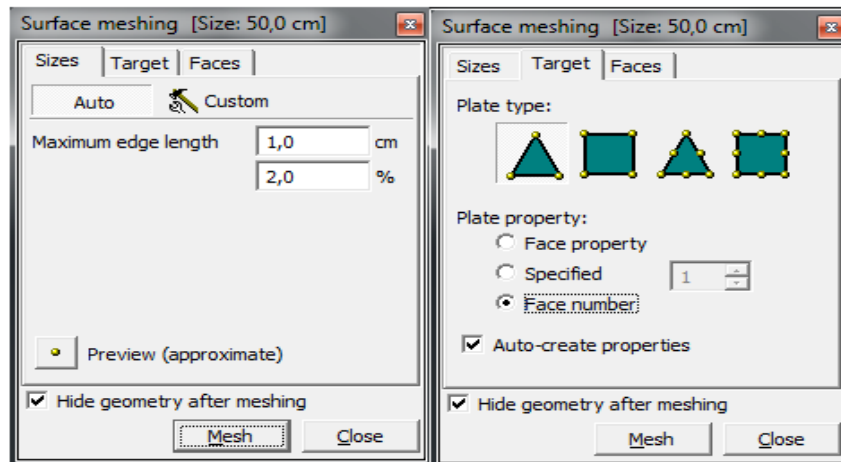 Surface meshing [Size: 50,0 cm]
Sizes Target Faces
Auto Custom
Maximum edge length 1,0 cm
2,0 %
Preview (approximate)
Hide geometry after meshing
Mesh Close
Surface meshing [Size: 50,0 cm]
Sizes Target Faces
Plate type:
Plate property:
Face property
Specified 1
Face number
Auto-create properties
Hide geometry after meshing
Mesh Close